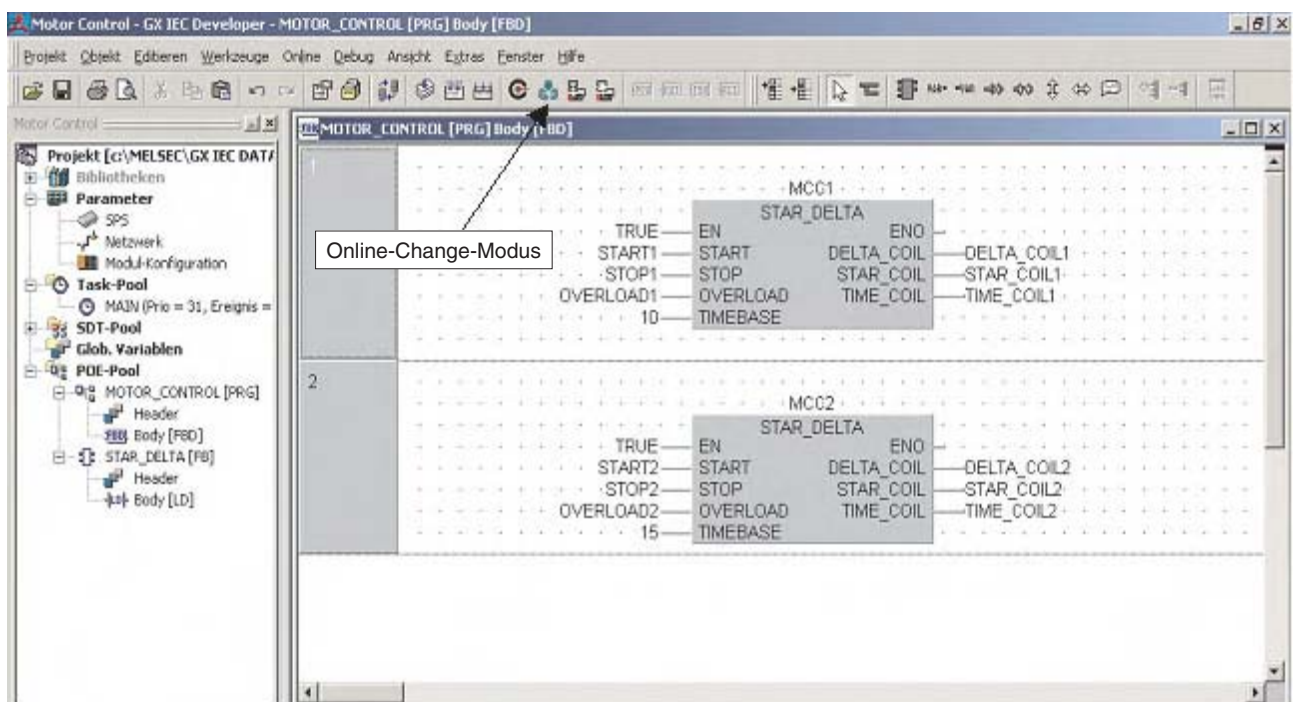 Motor Control - GX IEC Developer - MOTOR_CONTROL [PRG] Body [FBD]
Projekt Objekt Editieren Werkzeuge Online Debug Ansicht Extras Fenster Hilfe
Motor Control
Projekt [c:\MELSEC\GX IEC DATA
Bibliotheken
Parameter
SPS
Netzwerk
Modul-Konfiguration
Task-Pool
MAIN (Prio = 31, Ereignis =
SDT-Pool
Glob. Variablen
POE-Pool
MOTOR_CONTROL [PRG]
Header
Body [FBD]
STAR_DELTA [FB]
Header
Body [LD]
MOTOR_CONTROL [PRG] Body [FBD]
Online-Change-Modus
1
MCC1
STAR_DELTA
TRUE EN ENO
START1 START DELTA_COIL DELTA_COIL1
STOP1 STOP STAR_COIL STAR_COIL1
OVERLOAD1 OVERLOAD TIME_COIL TIME_COIL1
10 TIMEBASE
2
MCC2
STAR_DELTA
TRUE EN ENO
START2 START DELTA_COIL DELTA_COIL2
STOP2 STOP STAR_COIL STAR_COIL2
OVERLOAD2 OVERLOAD TIME_COIL TIME_COIL2
15 TIMEBASE